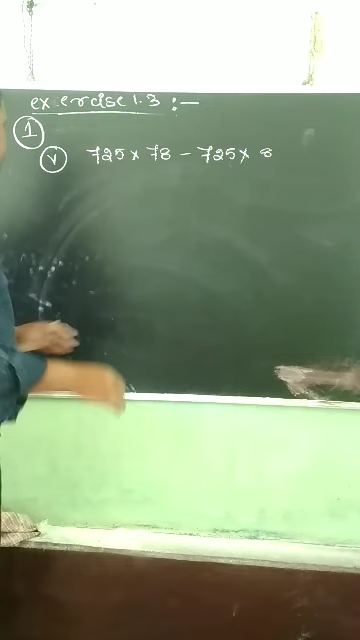 exercise 1.3 :-
1
v 725 × 78 - 725 × 8